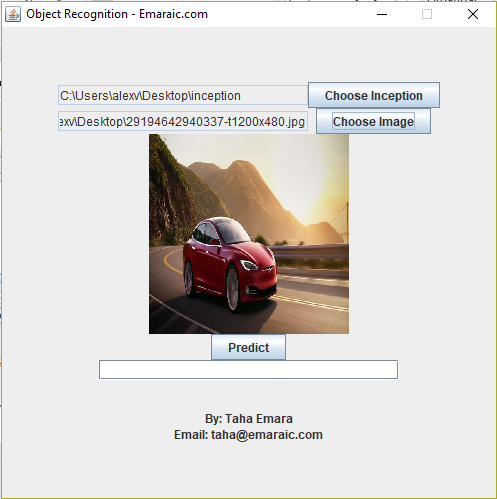 Object Recognition - Emaraic.com
C:\Users\alexv\Desktop\inception
Choose Inception
exv\Desktop\29194642940337-t1200x480.jpg
Choose Image
Predict
By: Taha Emara
Email: taha@emaraic.com